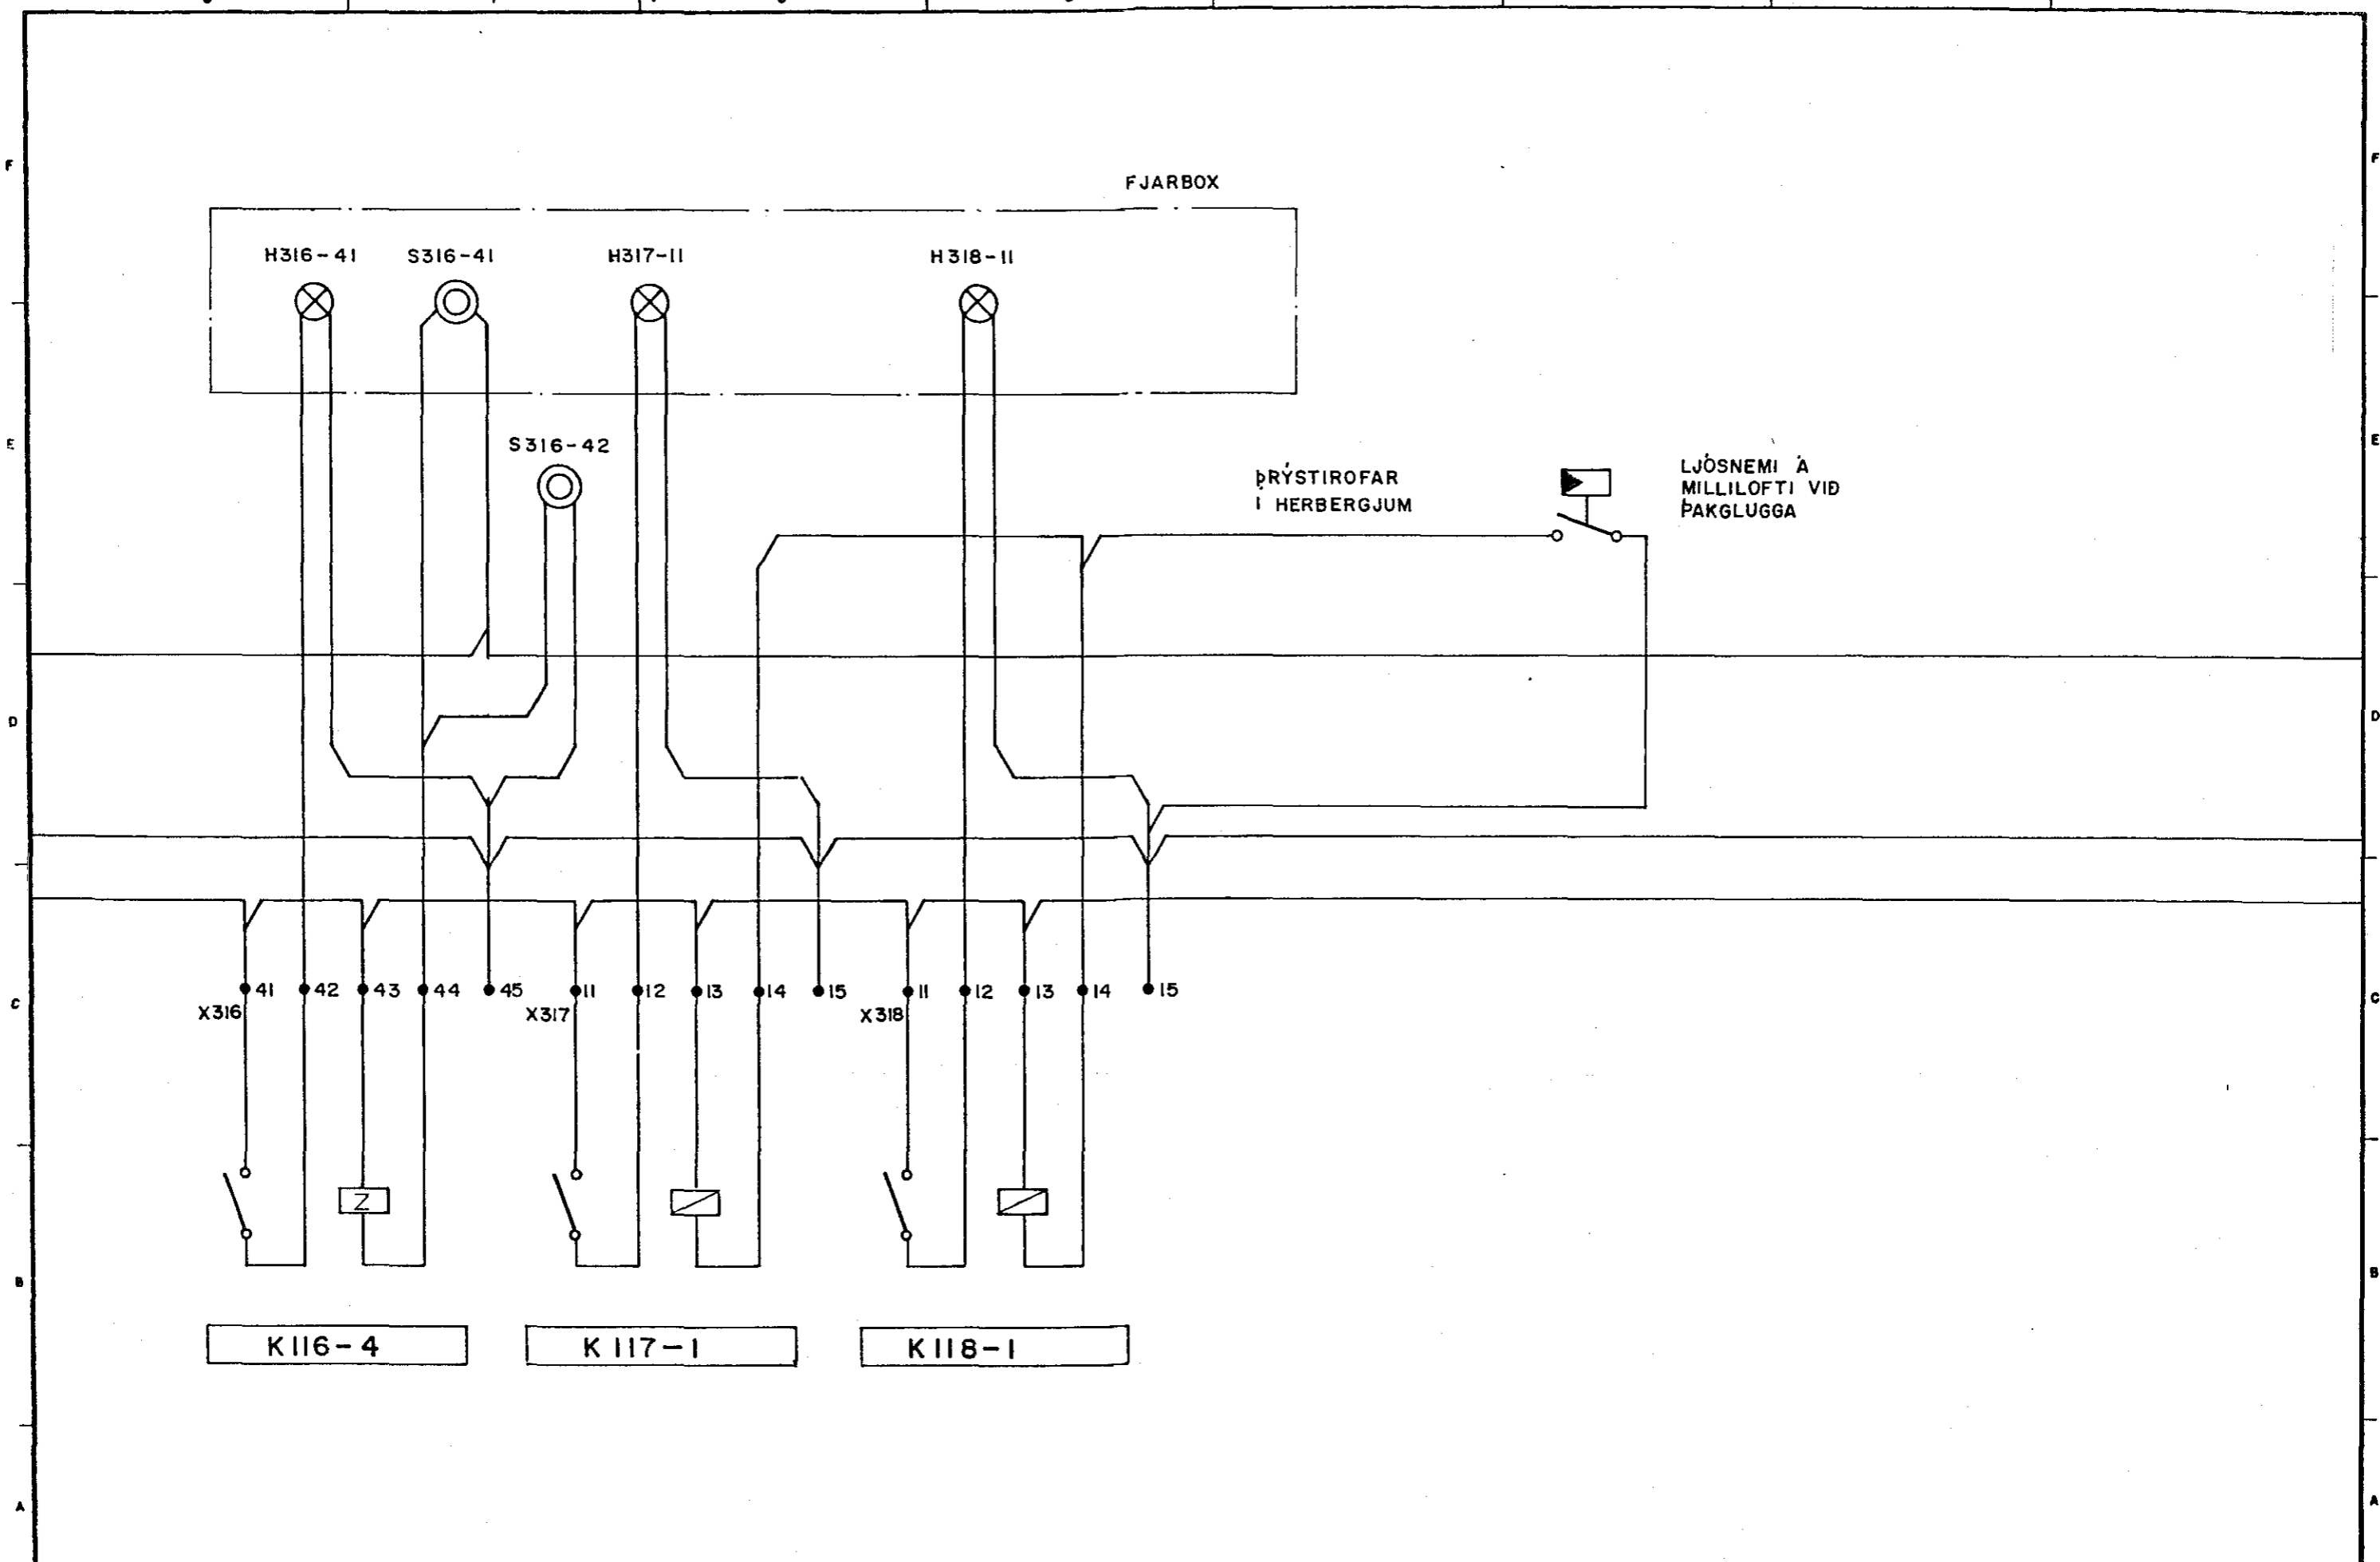 FJARBOX
H316-41 S316-41 H317-11 H318-11
S316-42
ÞRÝSTIROFAR
Í HERBERGJUM
LJÓSNEMI Á
MILLILOFTI VIÐ
ÞAKGLUGGA
41 42 43 44 45 11 12 13 14 15 11 12 13 14 15
X316 X317 X318
Z
K116-4 K117-1 K118-1
F F
E E
D D
C C
B B
A A